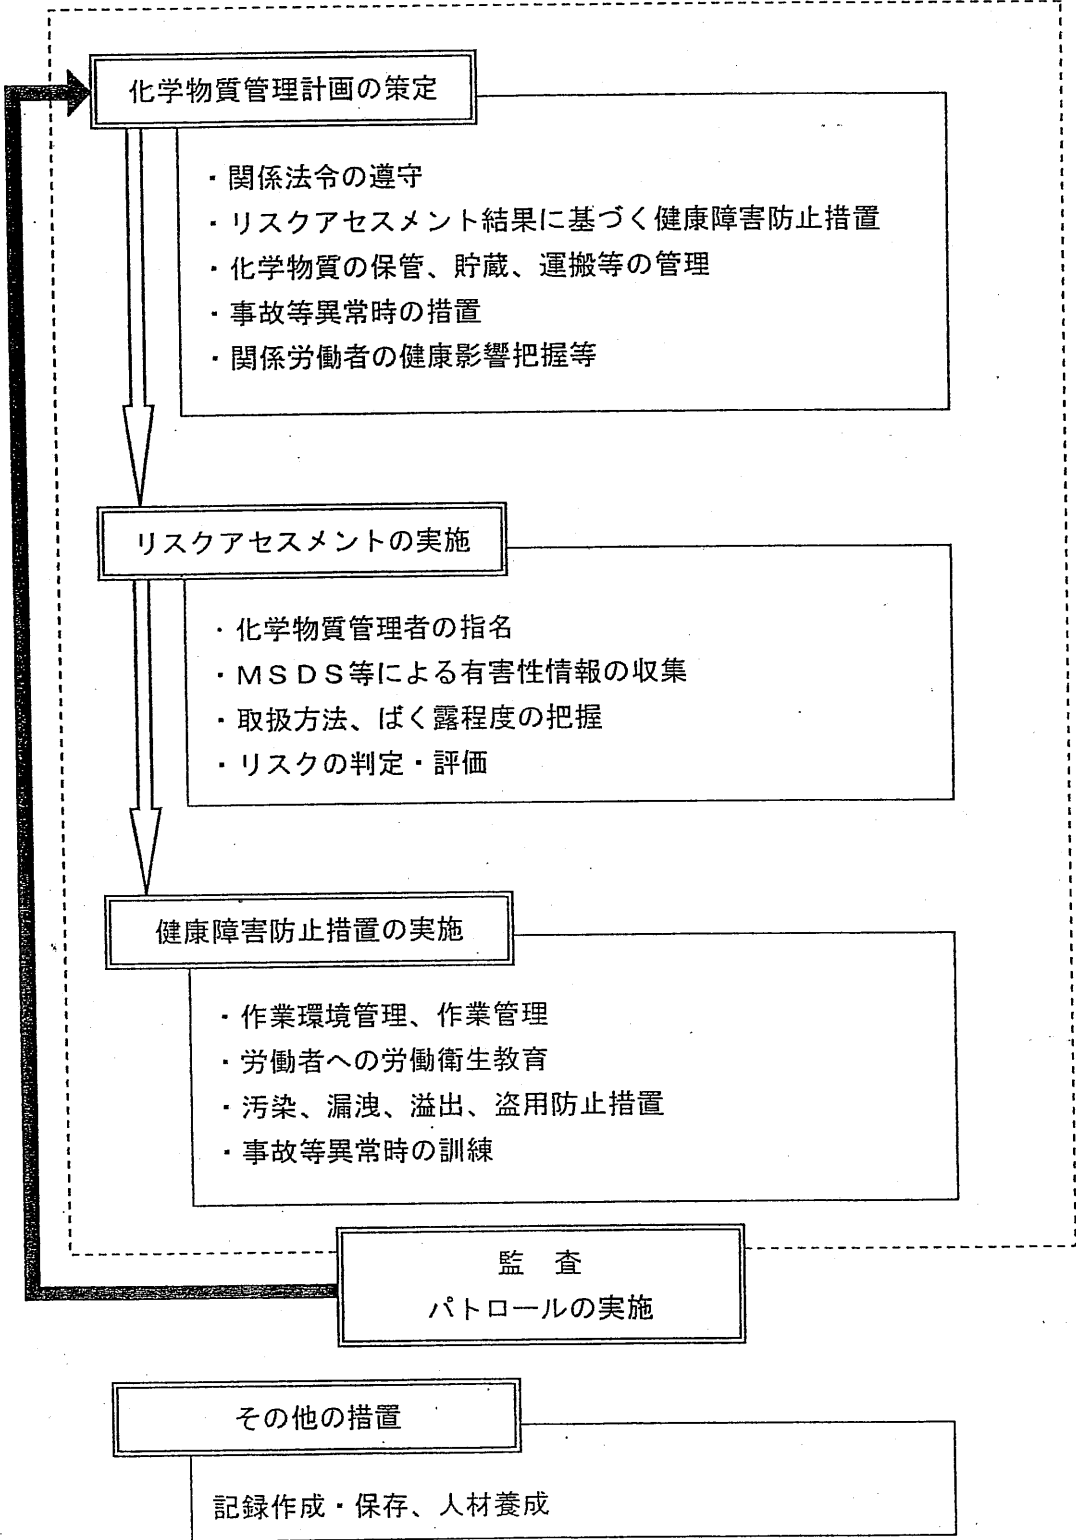 化学物質管理計画の策定
・関係法令の遵守
・リスクアセスメント結果に基づく健康障害防止措置
・化学物質の保管、貯蔵、運搬等の管理
・事故等異常時の措置
・関係労働者の健康影響把握等
リスクアセスメントの実施
・化学物質管理者の指名
・MSDS等による有害性情報の収集
・取扱方法、ばく露程度の把握
・リスクの判定・評価
健康障害防止措置の実施
・作業環境管理、作業管理
・労働者への労働衛生教育
・汚染、漏洩、溢出、盗用防止措置
・事故等異常時の訓練
監　査
パトロールの実施
その他の措置
記録作成・保存、人材養成